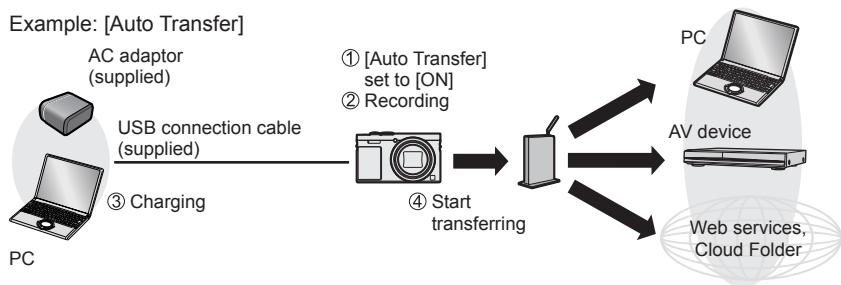 Example: [Auto Transfer]
AC adaptor
(supplied)
USB connection cable
(supplied)
③ Charging
PC
① [Auto Transfer]
set to [ON]
② Recording
④ Start
transferring
PC
AV device
Web services,
Cloud Folder